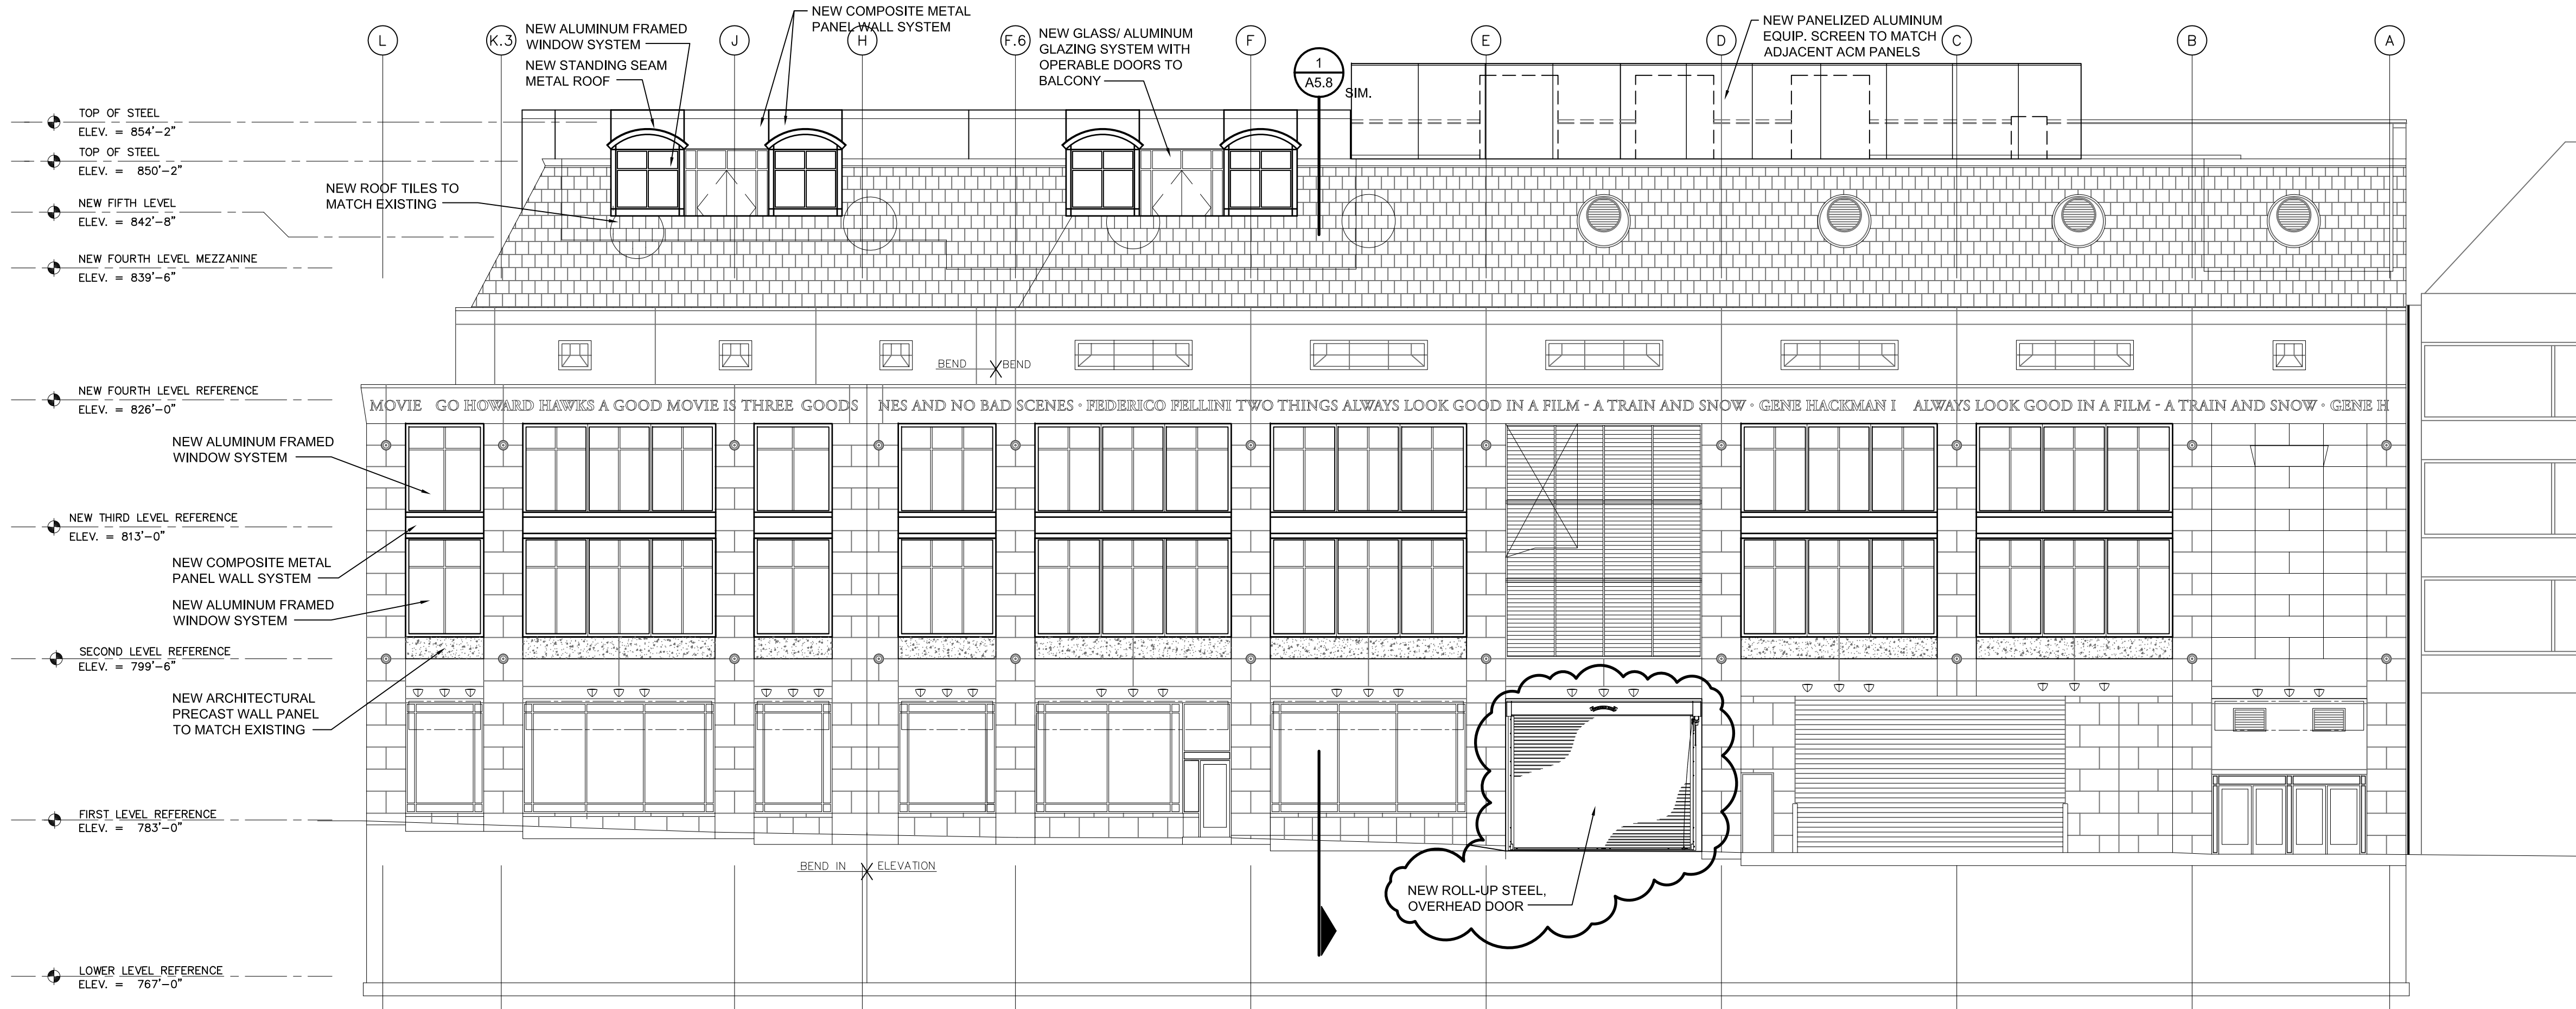 L
K.3
J
H
F.6
F
E
D
C
B
A
NEW ALUMINUM FRAMED
WINDOW SYSTEM
NEW STANDING SEAM
METAL ROOF
NEW COMPOSITE METAL
PANEL WALL SYSTEM
NEW GLASS/ ALUMINUM
GLAZING SYSTEM WITH
OPERABLE DOORS TO
BALCONY
1
A5.8
SIM.
NEW PANELIZED ALUMINUM
EQUIP. SCREEN TO MATCH
ADJACENT ACM PANELS
TOP OF STEEL
ELEV. = 854'-2"
TOP OF STEEL
ELEV. = 850'-2"
NEW ROOF TILES TO
MATCH EXISTING
NEW FIFTH LEVEL
ELEV. = 842'-8"
NEW FOURTH LEVEL MEZZANINE
ELEV. = 839'-6"
BEND
BEND
NEW FOURTH LEVEL REFERENCE
ELEV. = 826'-0"
MOVIE GO HOWARD HAWKS A GOOD MOVIE IS THREE GOODS NES AND NO BAD SCENES · FEDERICO FELLINI TWO THINGS ALWAYS LOOK GOOD IN A FILM - A TRAIN AND SNOW · GENE HACKMAN I ALWAYS LOOK GOOD IN A FILM - A TRAIN AND SNOW · GENE H
NEW ALUMINUM FRAMED
WINDOW SYSTEM
NEW THIRD LEVEL REFERENCE
ELEV. = 813'-0"
NEW COMPOSITE METAL
PANEL WALL SYSTEM
NEW ALUMINUM FRAMED
WINDOW SYSTEM
SECOND LEVEL REFERENCE
ELEV. = 799'-6"
NEW ARCHITECTURAL
PRECAST WALL PANEL
TO MATCH EXISTING
FIRST LEVEL REFERENCE
ELEV. = 783'-0"
BEND IN
ELEVATION
NEW ROLL-UP STEEL,
OVERHEAD DOOR
LOWER LEVEL REFERENCE
ELEV. = 767'-0"